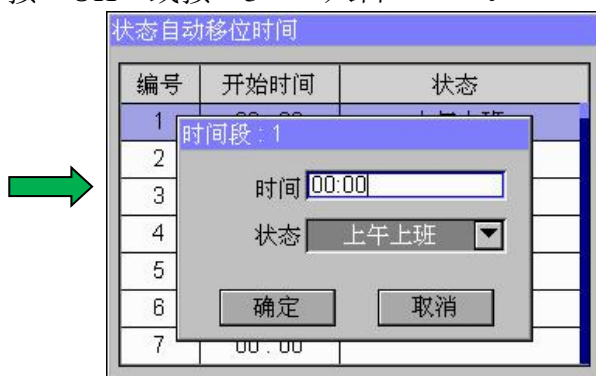 状态自动移位时间
编号 开始时间 状态
1
时间段：1
2
时间 00:00
3
状态 上午上班
4
5
确定 取消
6
7 00 : 00